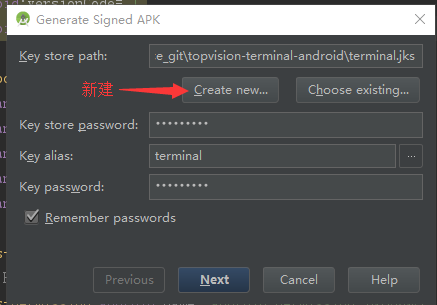 Generate Signed APK
Key store path: e_git\topvision-terminal-android\terminal.jks
新建 Create new... Choose existing...
Key store password: •••••••••
Key alias: terminal ...
Key password: •••••••••
Remember passwords
Previous Next Cancel Help